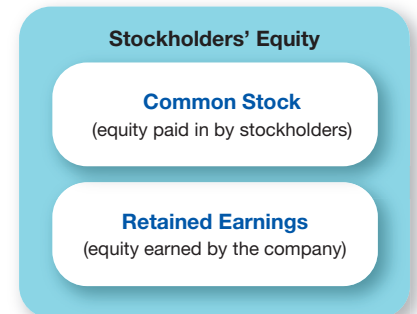 Stockholders’ Equity
Common Stock
(equity paid in by stockholders)
Retained Earnings
(equity earned by the company)